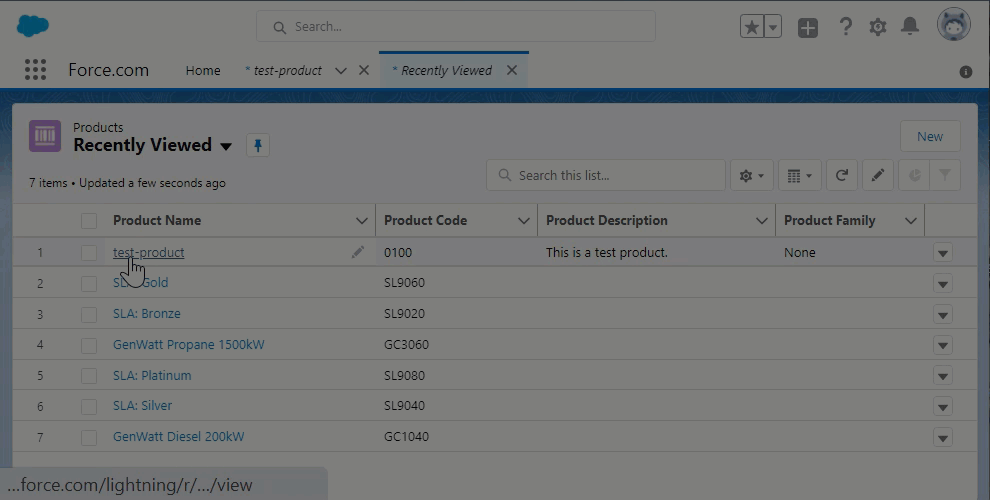 Search...
Force.com
Home
* test-product
* Recently Viewed
Products
Recently Viewed
New
7 items • Updated a few seconds ago
Search this list...
Product Name
Product Code
Product Description
Product Family
1 test-product 0100 This is a test product. None
2 SLA: Gold SL9060
3 SLA: Bronze SL9020
4 GenWatt Propane 1500kW GC3060
5 SLA: Platinum SL9080
6 SLA: Silver SL9040
7 GenWatt Diesel 200kW GC1040
...force.com/lightning/r/.../view